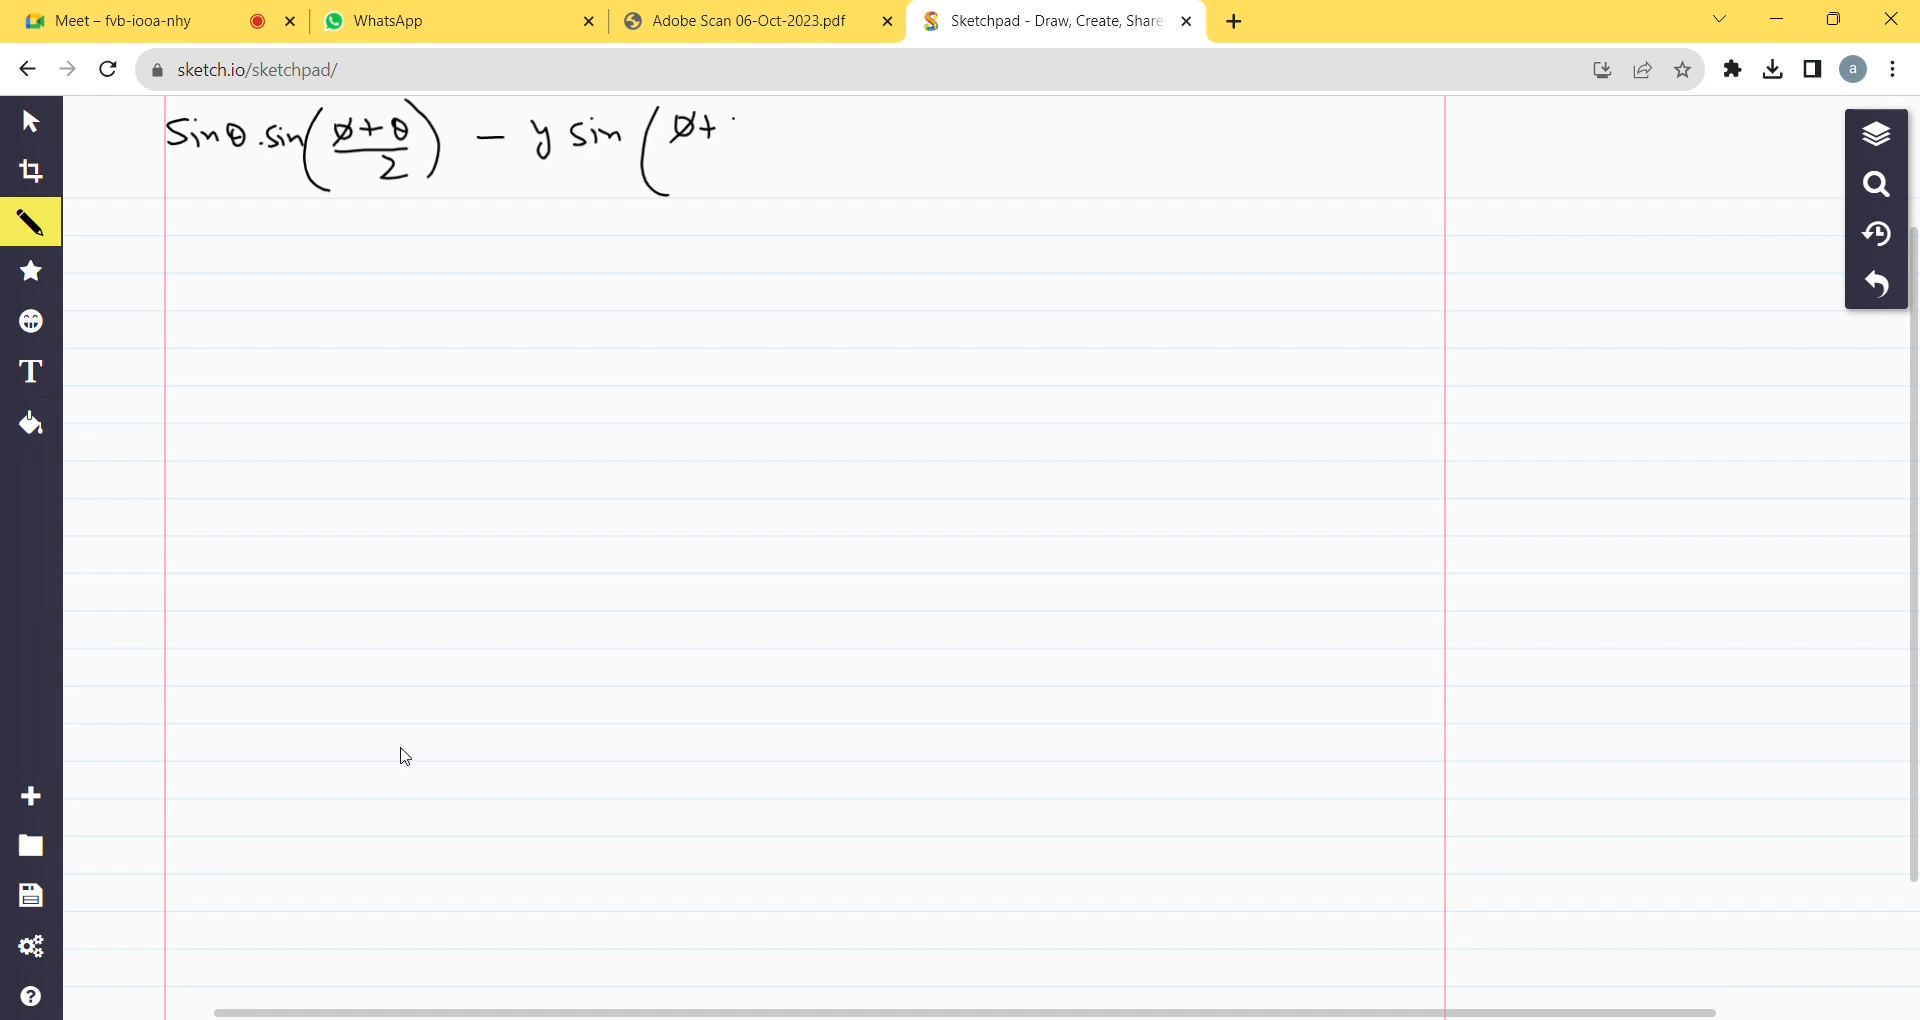 Meet – fvb-iooa-nhy WhatsApp Adobe Scan 06-Oct-2023.pdf Sketchpad - Draw, Create, Share
sketch.io/sketchpad/ a
Sinθ.sin(ø+θ/2) - y sin(ø+
T